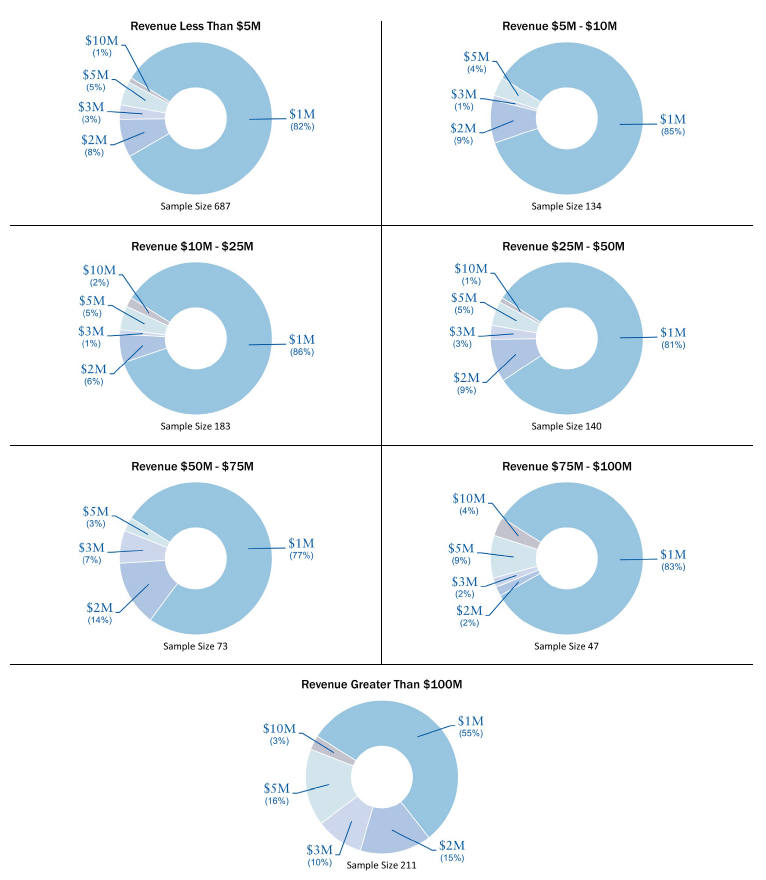 Revenue Less Than $5M
$10M
(1%)
$5M
(5%)
$3M
(3%)
$2M
(8%)
$1M
(82%)
Sample Size 687
Revenue $5M - $10M
$5M
(4%)
$3M
(1%)
$2M
(9%)
$1M
(85%)
Sample Size 134
Revenue $10M - $25M
$10M
(2%)
$5M
(5%)
$3M
(1%)
$2M
(6%)
$1M
(86%)
Sample Size 183
Revenue $25M - $50M
$10M
(1%)
$5M
(5%)
$3M
(3%)
$2M
(9%)
$1M
(81%)
Sample Size 140
Revenue $50M - $75M
$5M
(3%)
$3M
(7%)
$2M
(14%)
$1M
(77%)
Sample Size 73
Revenue $75M - $100M
$10M
(4%)
$5M
(9%)
$3M
(2%)
$2M
(2%)
$1M
(83%)
Sample Size 47
Revenue Greater Than $100M
$10M
(3%)
$5M
(16%)
$3M
(10%)
$2M
(15%)
$1M
(55%)
Sample Size 211